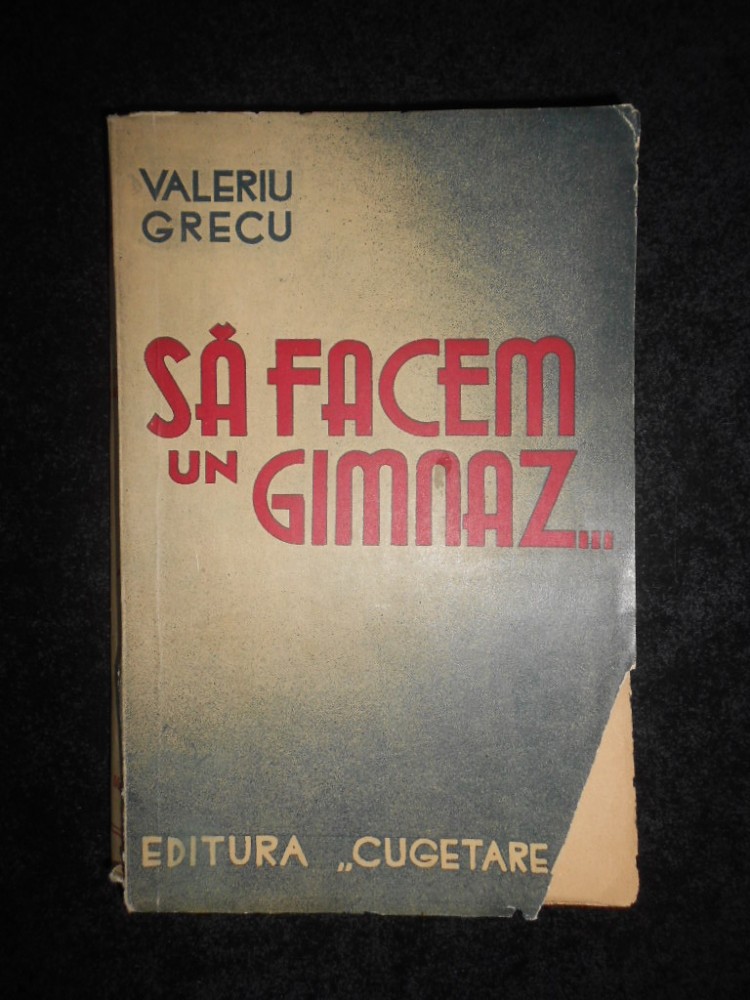 VALERIU
GRECU
SĂ FACEM
UN GIMNAZ...
EDITURA „CUGETARE